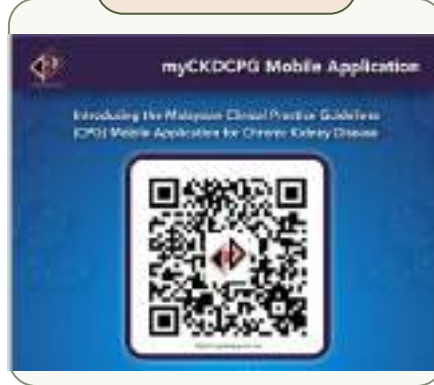 myCKDCPG Mobile Application
Introducing the Malaysian Clinical Practice Guidelines
(CPG) Mobile Application for Chronic Kidney Disease